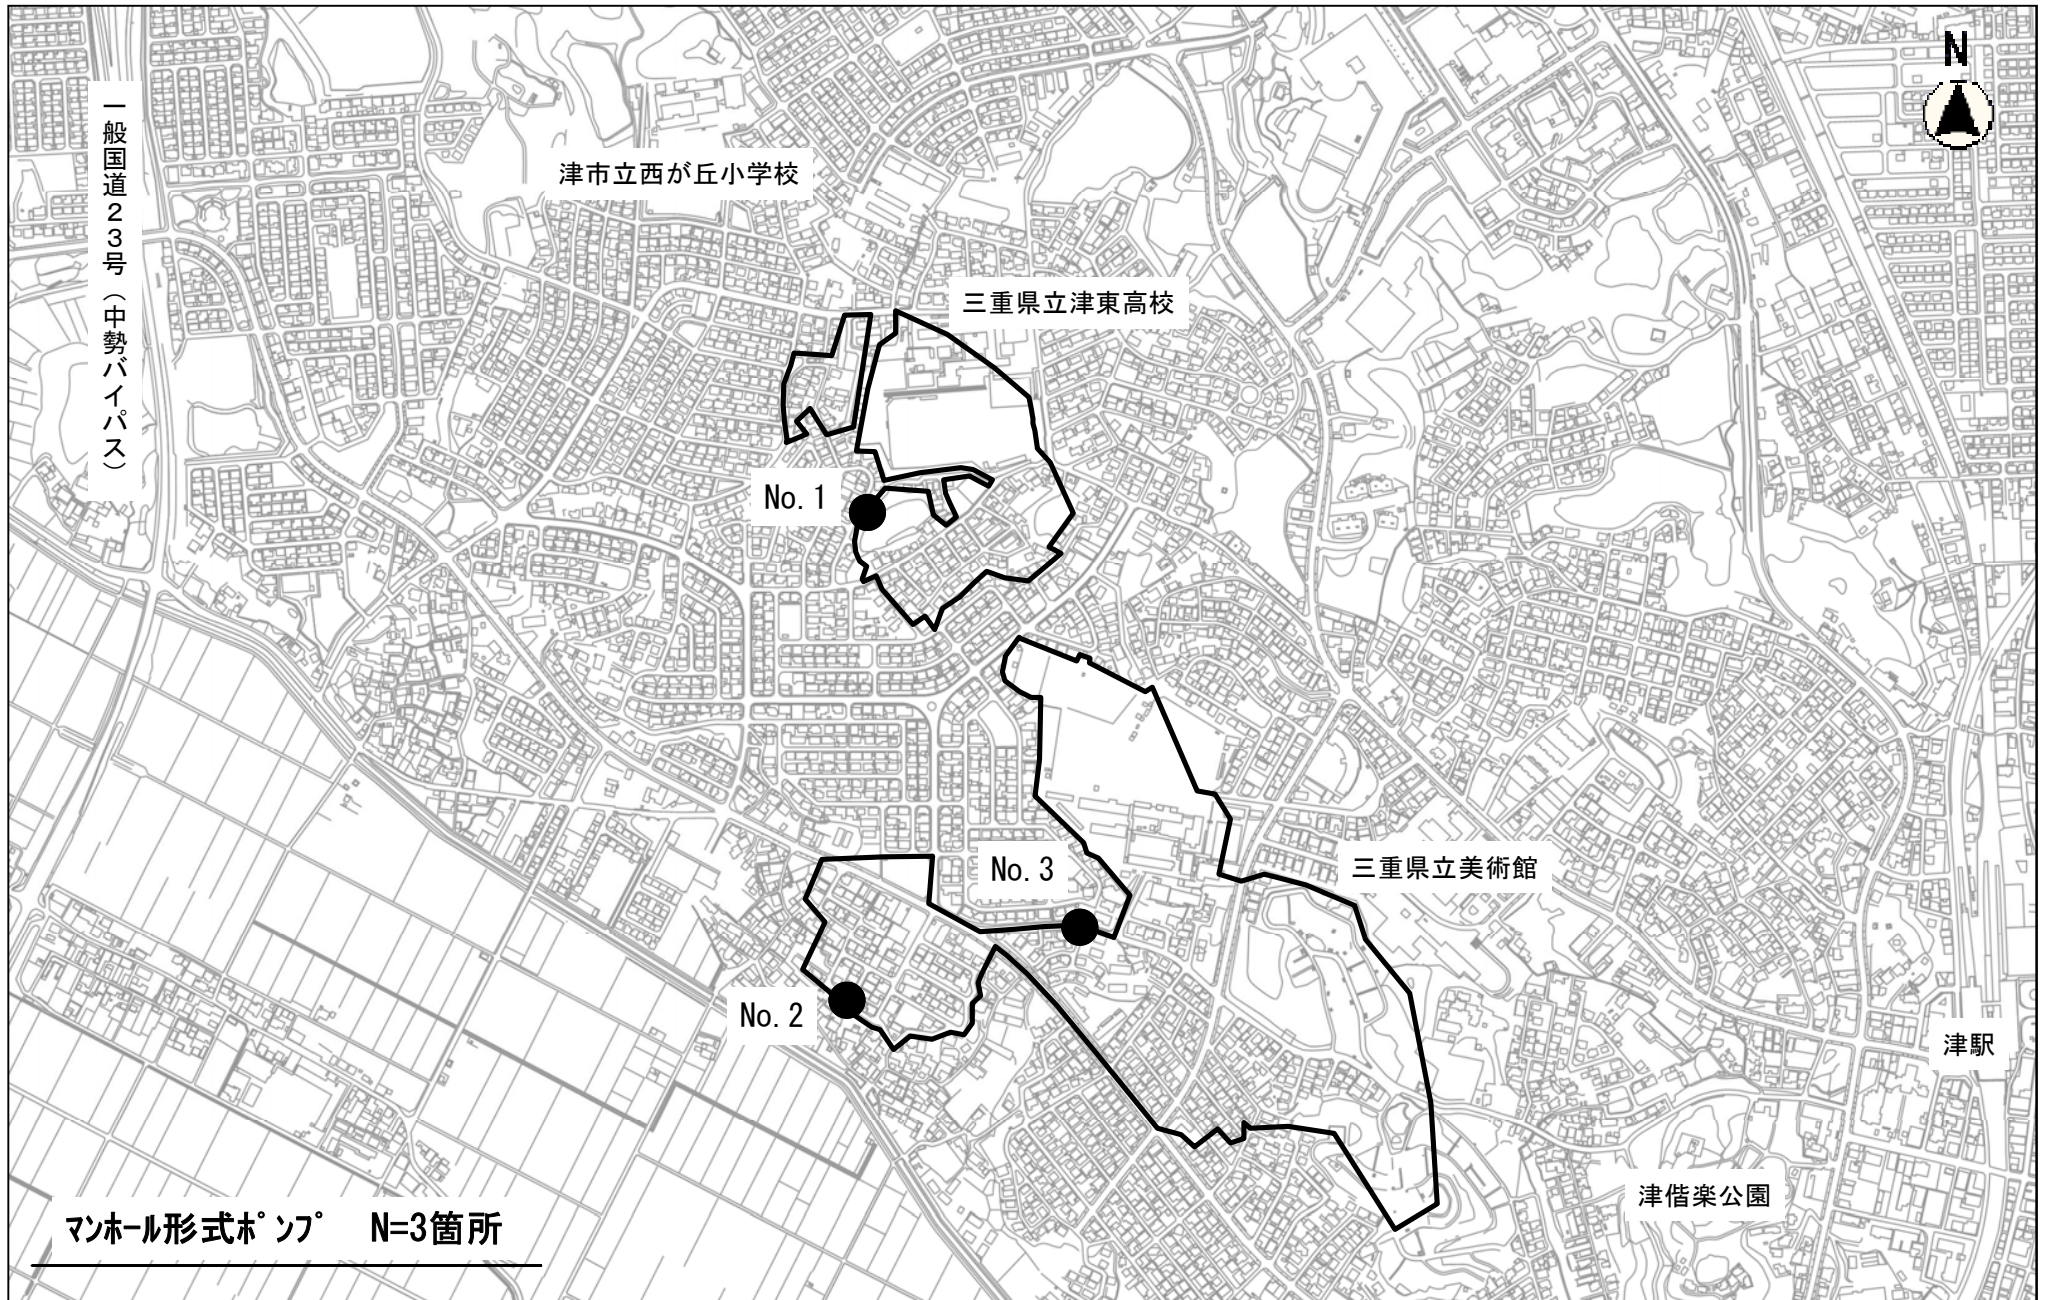 N
一般国道23号（中勢バイパス）
津市立西が丘小学校
三重県立津東高校
No. 1
No. 3
三重県立美術館
No. 2
津駅
津偕楽公園
ﾏﾝﾎｰﾙ形式ﾎﾟﾝﾌﾟ N=3箇所